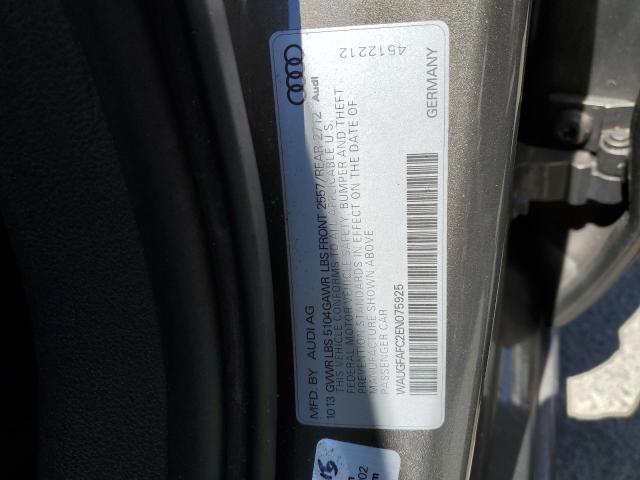 MFD. BY AUDI AG
10 13 GVWR LBS 5104 GAWR LBS FRONT 2557/REAR 2712
THIS VEHICLE CONFORMS TO ALL APPLICABLE U.S.
FEDERAL MOTOR VEHICLE SAFETY, BUMPER AND THEFT
PREVENTION STANDARDS IN EFFECT ON THE DATE OF
MANUFACTURE SHOWN ABOVE
PASSENGER CAR
WAUGFAFC2EN075925
Audi
4512212
GERMANY
15
002